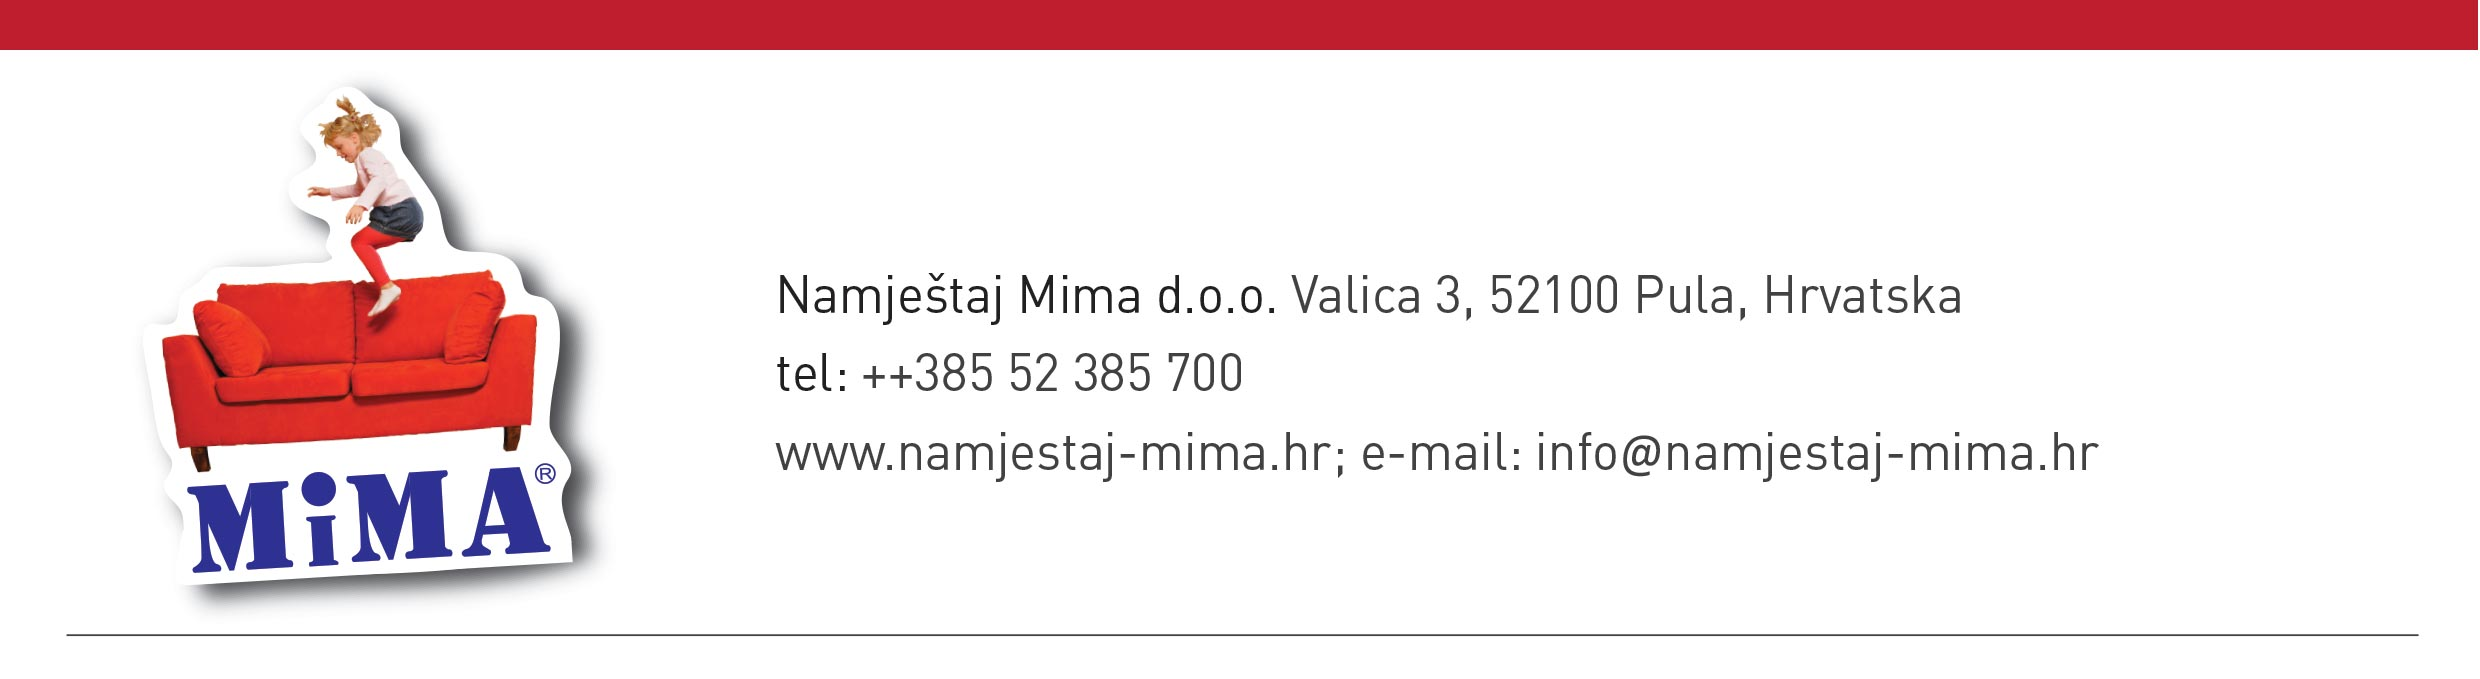 MiMA®
Namještaj Mima d.o.o. Valica 3, 52100 Pula, Hrvatska
tel: ++385 52 385 700
www.namjestaj-mima.hr; e-mail: info@namjestaj-mima.hr